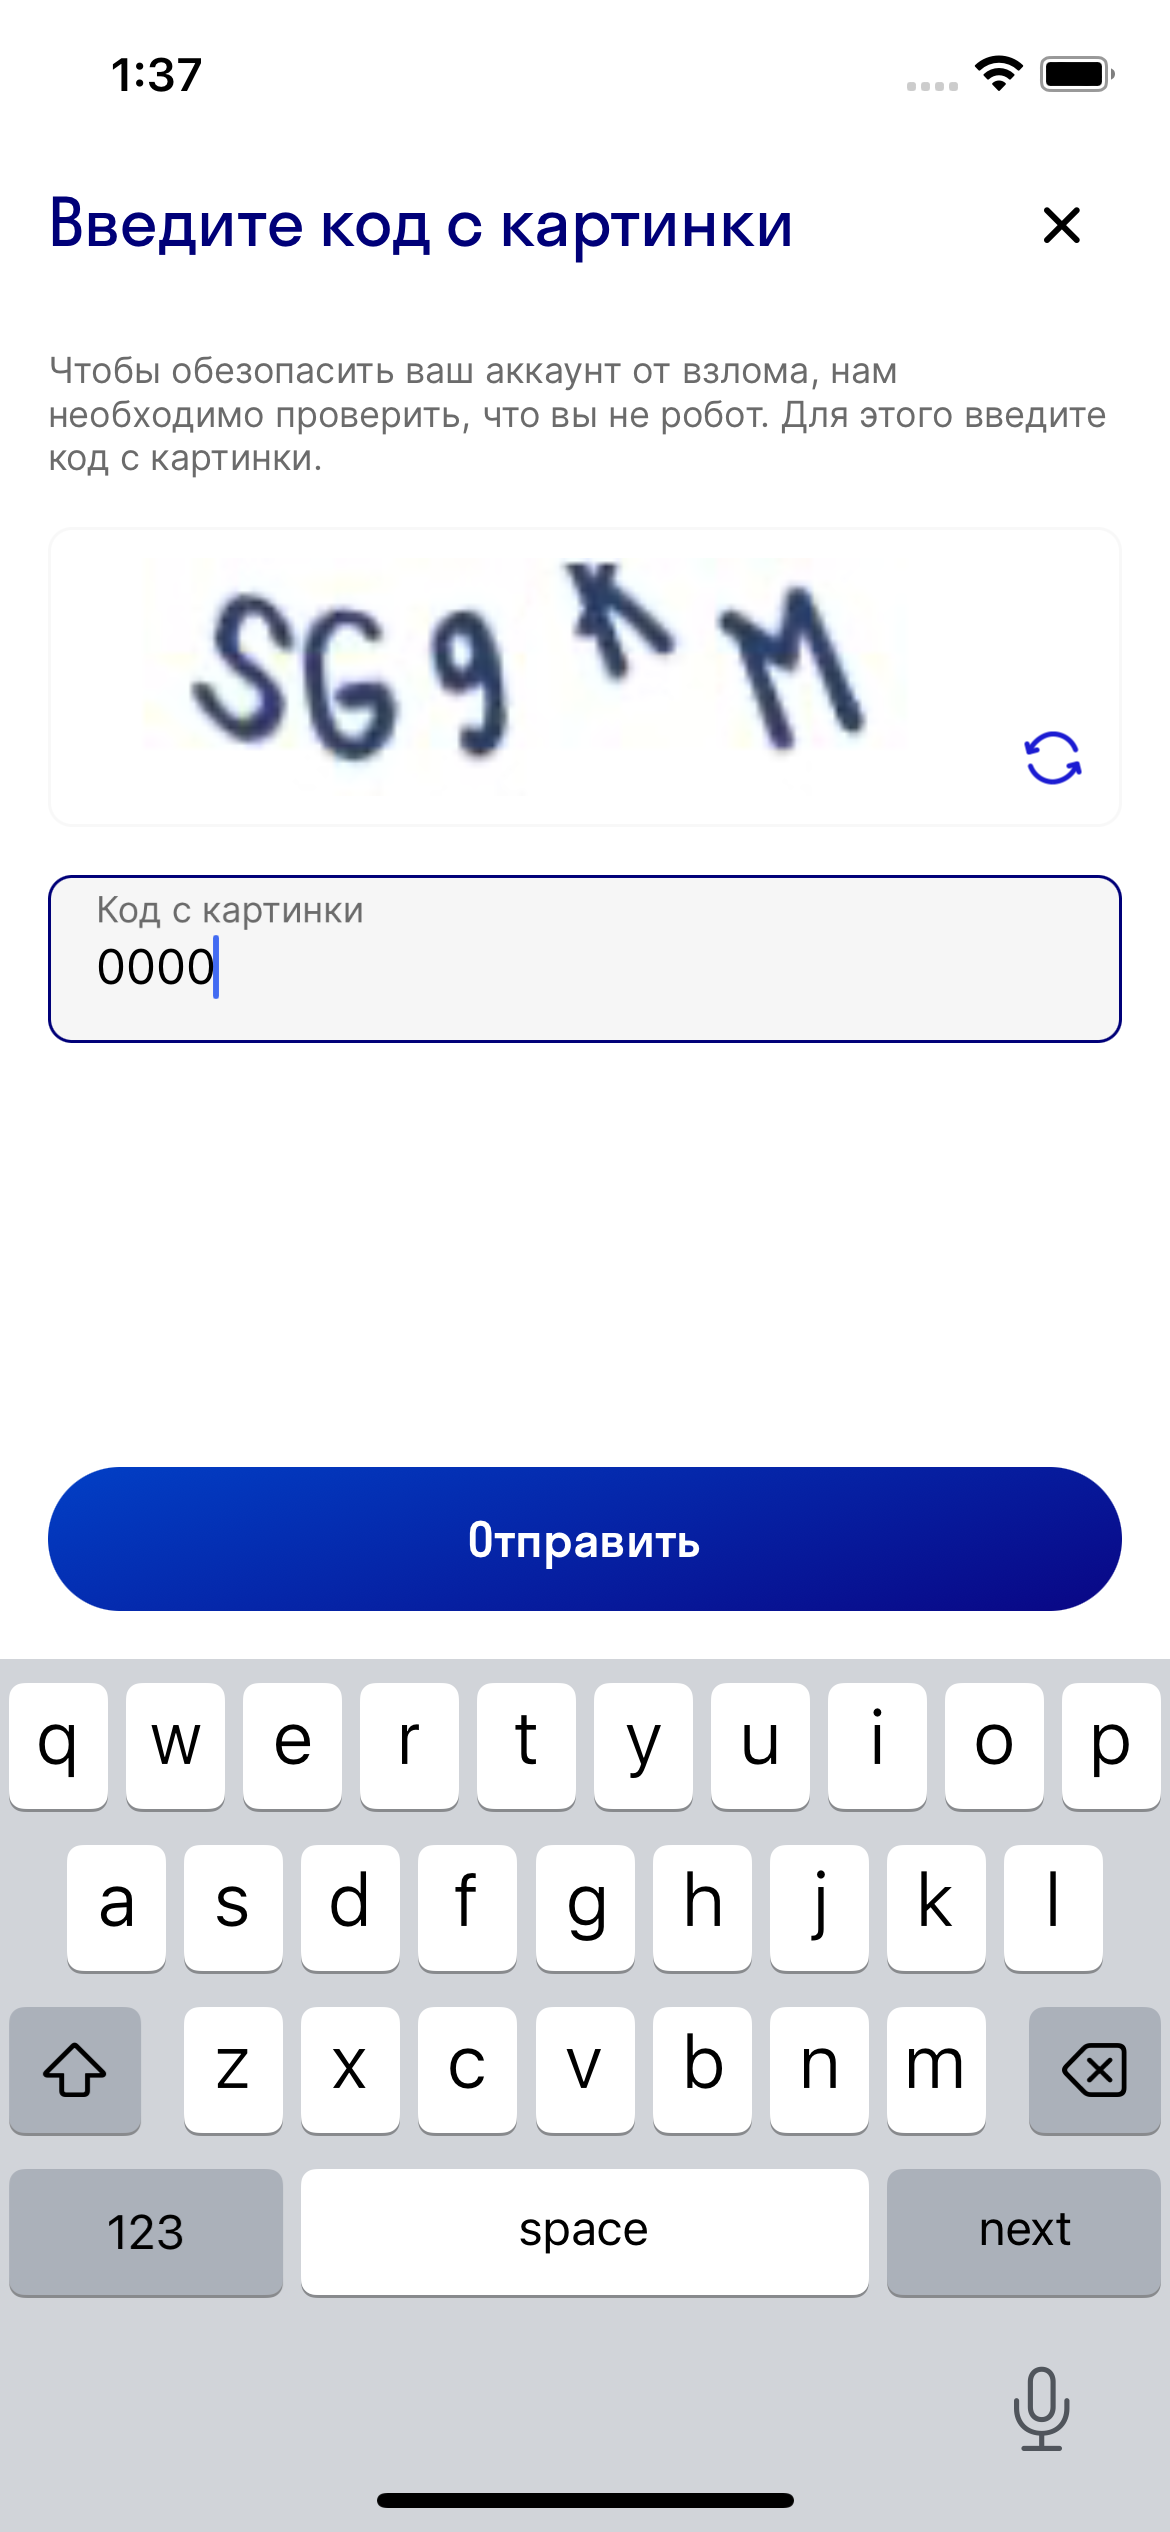 1:37
Введите код с картинки
Чтобы обезопасить ваш аккаунт от взлома, нам
необходимо проверить, что вы не робот. Для этого введите
код с картинки.
Код с картинки
0000
Отправить
q w e r t y u i o p
a s d f g h j k l
z x c v b n m
123 space next